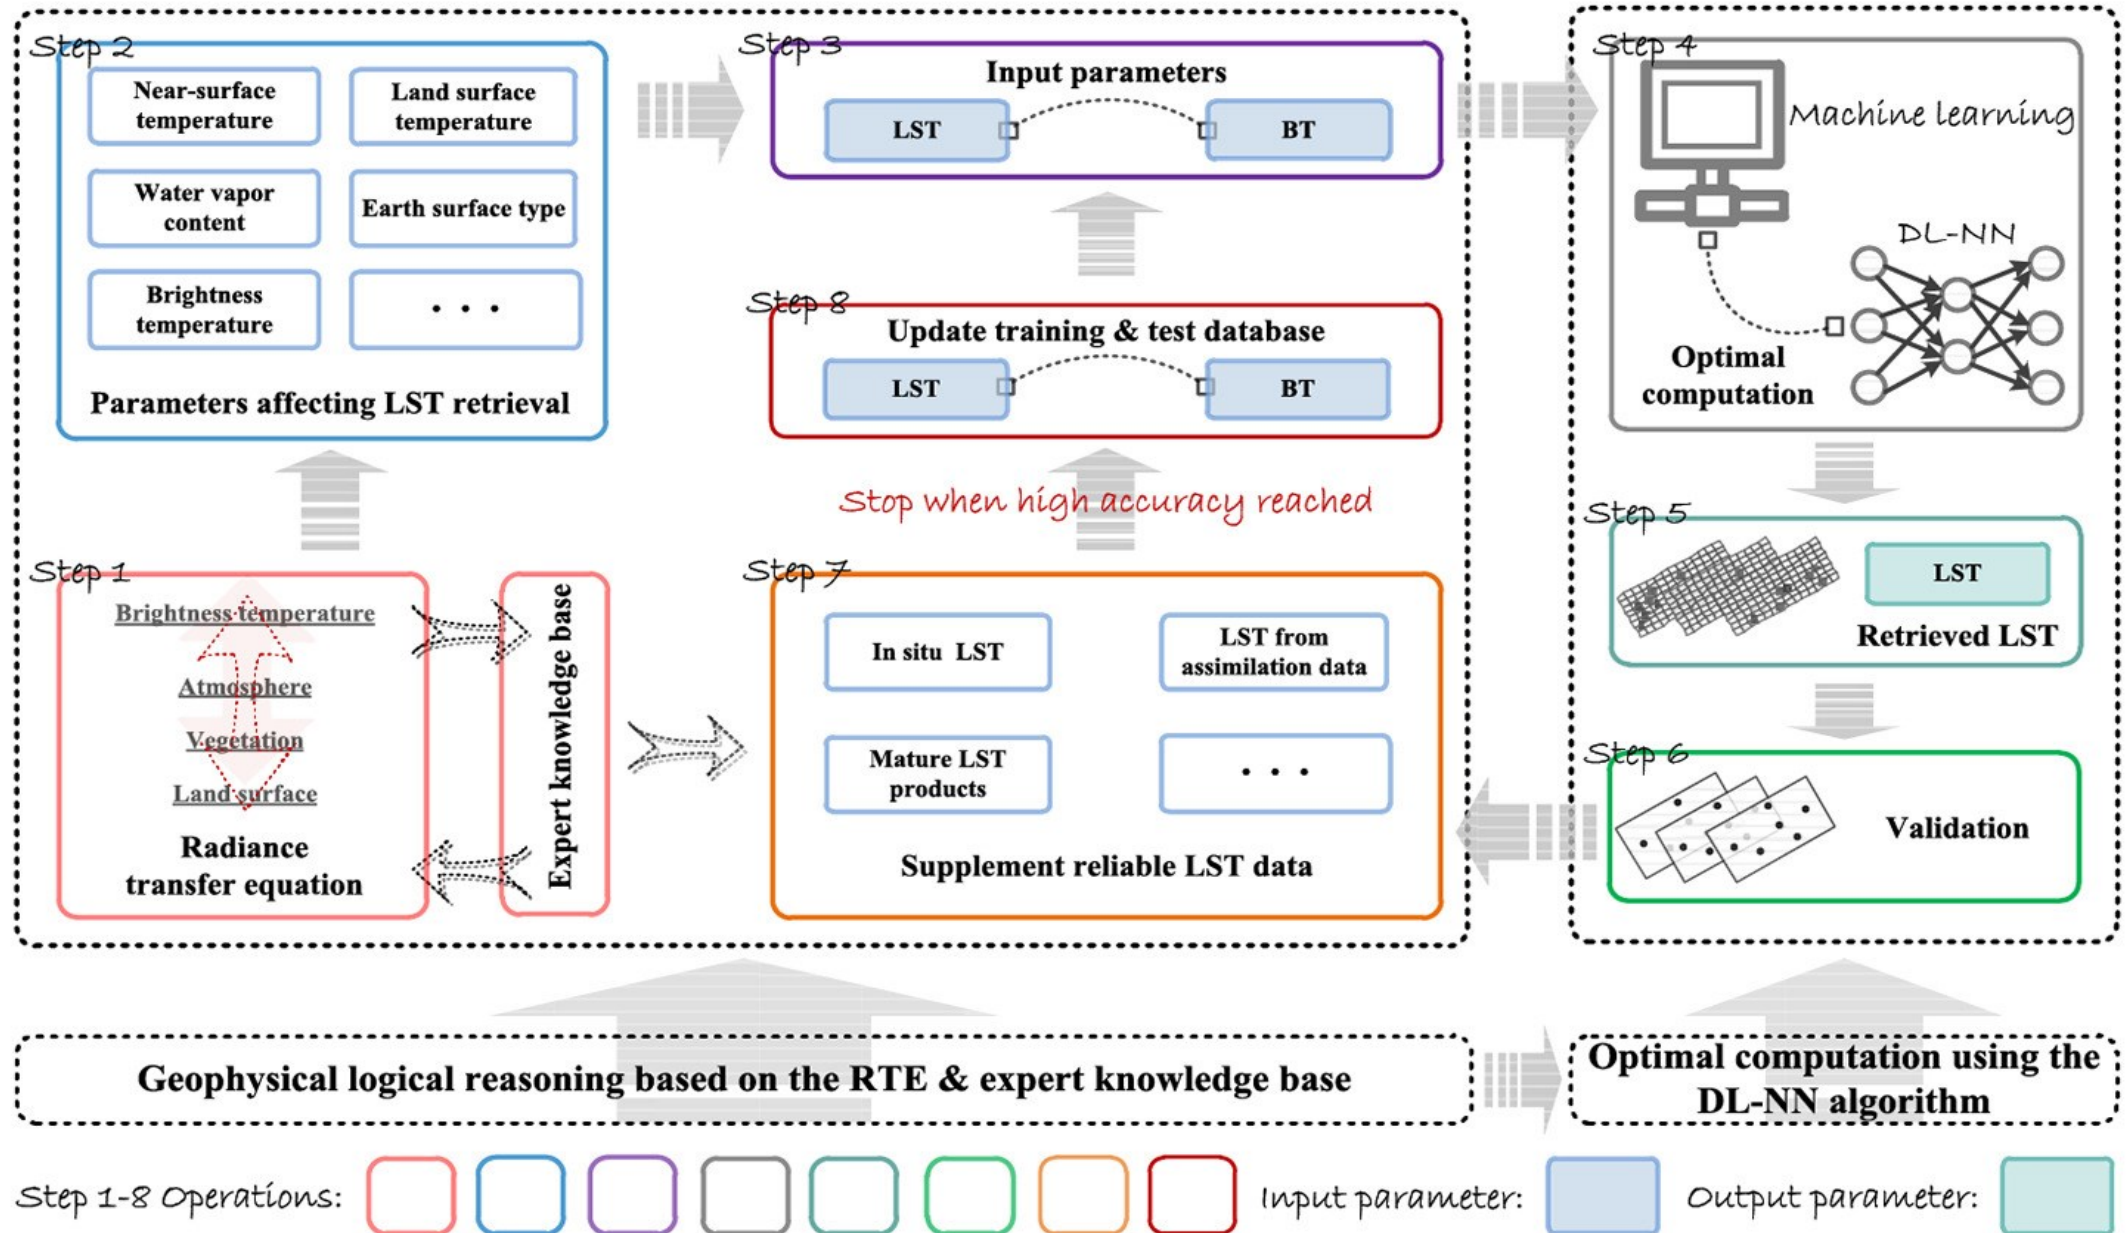 Step 2
Near-surface
temperature
Land surface
temperature
Water vapor
content
Earth surface type
Brightness
temperature
. . .
Parameters affecting LST retrieval
Step 3
Input parameters
LST
BT
Step 8
Update training & test database
LST
BT
Stop when high accuracy reached
Step 1
Brightness temperature
Atmosphere
Vegetation
Land surface
Radiance
transfer equation
Expert knowledge base
Step 7
In situ LST
LST from
assimilation data
Mature LST
products
. . .
Supplement reliable LST data
Step 4
Machine learning
DL-NN
Optimal
computation
Step 5
LST
Retrieved LST
Step 6
Validation
Geophysical logical reasoning based on the RTE & expert knowledge base
Optimal computation using the
DL-NN algorithm
Step 1-8 Operations:
Input parameter:
Output parameter: